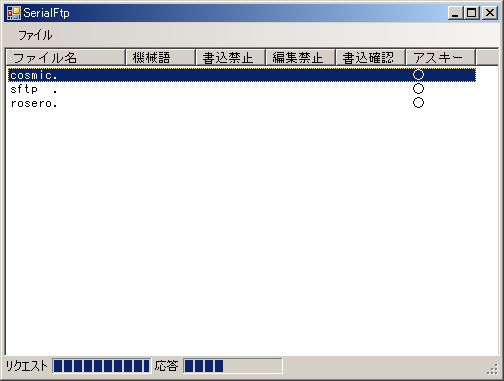 SerialFtp
ファイル
ファイル名 機械語 書込禁止 編集禁止 書込確認 アスキー
cosmic. ○
sftp  . ○
rosero. ○
リクエスト 応答